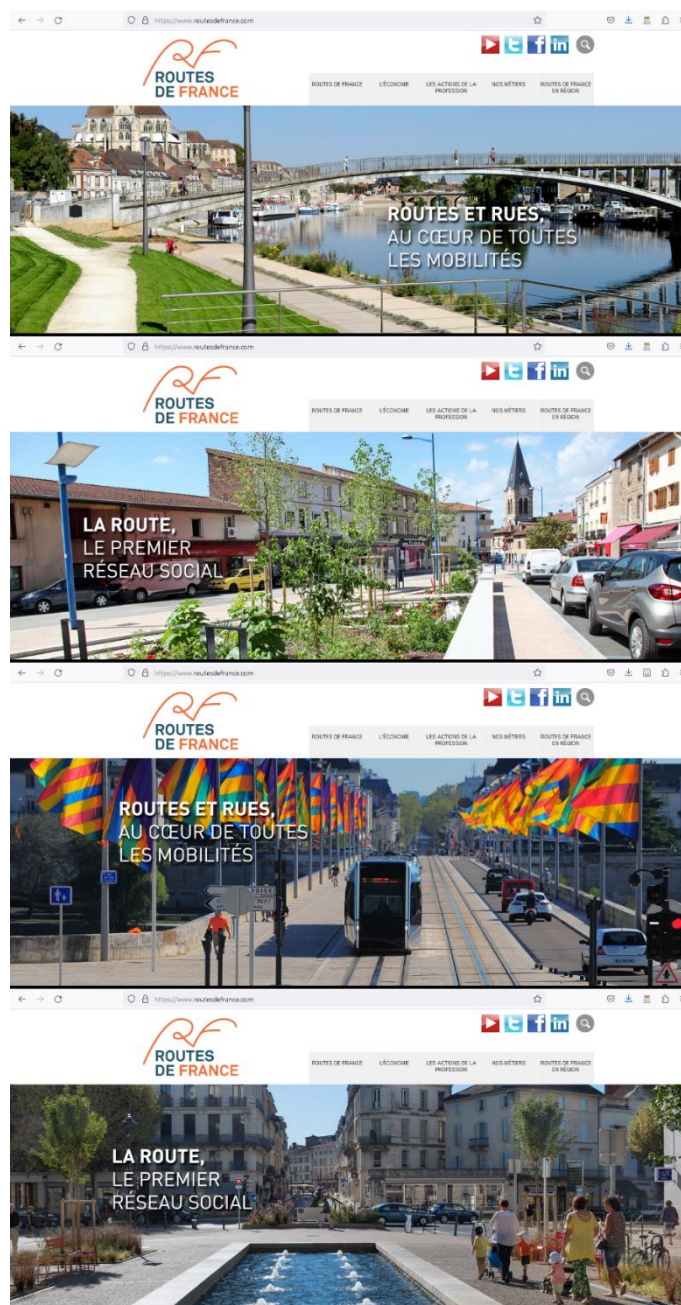 https://www.routesdefrance.com
ROUTES
DE FRANCE
ROUTES DE FRANCE
L'ÉCONOMIE
LES ACTIONS DE LA
PROFESSION
NOS MÉTIERS
ROUTES DE FRANCE
EN RÉGION
ROUTES ET RUES,
AU CŒUR DE TOUTES
LES MOBILITÉS
https://www.routesdefrance.com
ROUTES
DE FRANCE
ROUTES DE FRANCE
L'ÉCONOMIE
LES ACTIONS DE LA
PROFESSION
NOS MÉTIERS
ROUTES DE FRANCE
EN RÉGION
LA ROUTE,
LE PREMIER
RÉSEAU SOCIAL
https://www.routesdefrance.com
ROUTES
DE FRANCE
ROUTES DE FRANCE
L'ÉCONOMIE
LES ACTIONS DE LA
PROFESSION
NOS MÉTIERS
ROUTES DE FRANCE
EN RÉGION
ROUTES ET RUES,
AU CŒUR DE TOUTES
LES MOBILITÉS
https://www.routesdefrance.com
ROUTES
DE FRANCE
ROUTES DE FRANCE
L'ÉCONOMIE
LES ACTIONS DE LA
PROFESSION
NOS MÉTIERS
ROUTES DE FRANCE
EN RÉGION
LA ROUTE,
LE PREMIER
RÉSEAU SOCIAL